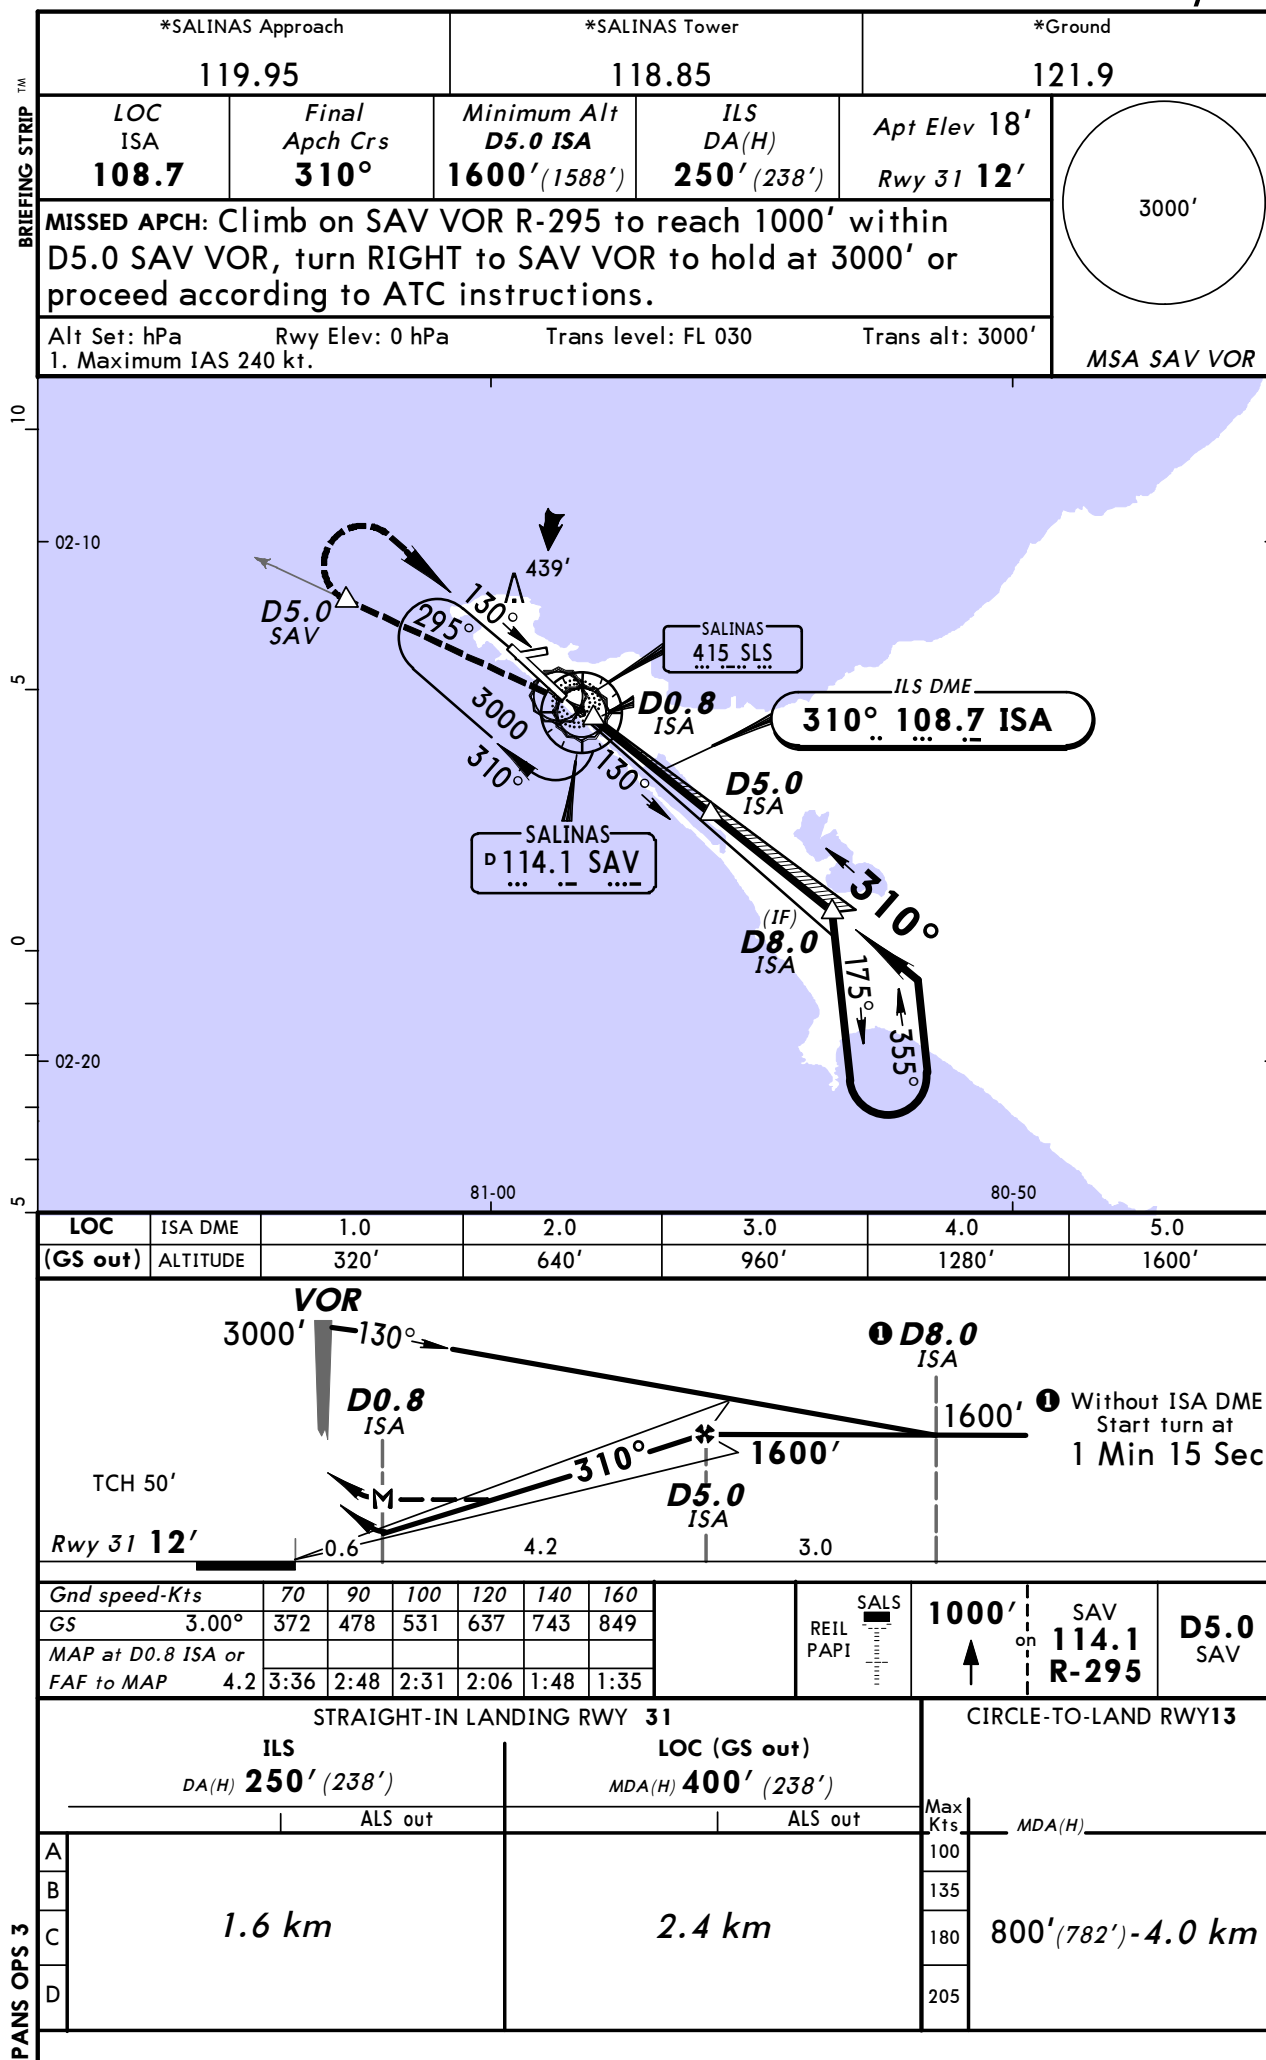 *SALINAS Approach
119.95
*SALINAS Tower
118.85
*Ground
121.9
BRIEFING STRIP TM
LOC
ISA
108.7
Final
Apch Crs
310°
Minimum Alt
D5.0 ISA
1600' (1588')
ILS
DA(H)
250' (238')
Apt Elev 18'
Rwy 31 12'
MISSED APCH: Climb on SAV VOR R-295 to reach 1000' within
D5.0 SAV VOR, turn RIGHT to SAV VOR to hold at 3000' or
proceed according to ATC instructions.
Alt Set: hPa Rwy Elev: 0 hPa Trans level: FL 030 Trans alt: 3000'
1. Maximum IAS 240 kt.
3000'
MSA SAV VOR
10
5
0
5
02-10
02-20
81-00
80-50
439'
D5.0
SAV
295°
130°
3000
310°
130°
SALINAS
415 SLS
D0.8
ISA
ILS DME
310° 108.7 ISA
D5.0
ISA
SALINAS
D 114.1 SAV
310°
(IF)
D8.0
ISA
175°
355°
LOC ISA DME 1.0 2.0 3.0 4.0 5.0
(GS out) ALTITUDE 320' 640' 960' 1280' 1600'
VOR
3000'
130°
D0.8
ISA
1 D8.0
ISA
1600'
1 Without ISA DME
Start turn at
1 Min 15 Sec
310°
1600'
D5.0
ISA
TCH 50'
M
Rwy 31 12'
0.6
4.2
3.0
Gnd speed-Kts 70 90 100 120 140 160
GS 3.00° 372 478 531 637 743 849
MAP at D0.8 ISA or
FAF to MAP 4.2 3:36 2:48 2:31 2:06 1:48 1:35
REIL
PAPI
SALS
1000'
on
SAV
114.1
R-295
D5.0
SAV
STRAIGHT-IN LANDING RWY 31
CIRCLE-TO-LAND RWY13
ILS
DA(H) 250' (238')
LOC (GS out)
MDA(H) 400' (238')
ALS out
ALS out
Max
Kts
MDA(H)
A
B
C
D
1.6 km
2.4 km
100
135
180
205
800' (782') - 4.0 km
PANS OPS 3